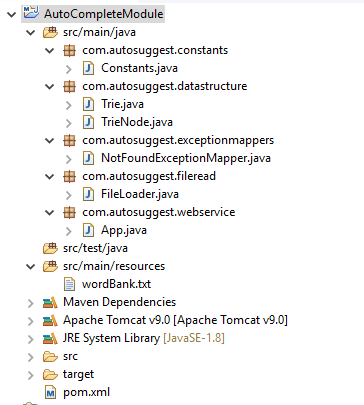 AutoCompleteModule
src/main/java
com.autosuggest.constants
Constants.java
com.autosuggest.datastructure
Trie.java
TrieNode.java
com.autosuggest.exceptionmappers
NotFoundExceptionMapper.java
com.autosuggest.fileread
FileLoader.java
com.autosuggest.webservice
App.java
src/test/java
src/main/resources
wordBank.txt
Maven Dependencies
Apache Tomcat v9.0 [Apache Tomcat v9.0]
JRE System Library [JavaSE-1.8]
src
target
pom.xml